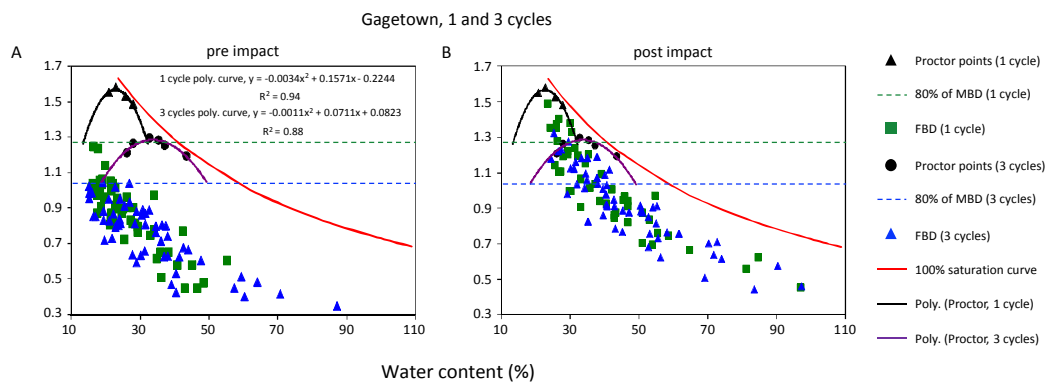 Gagetown, 1 and 3 cycles
A
pre impact
1.7
1.5
1.3
1.1
0.9
0.7
0.5
0.3
10
30
50
70
90
110
1 cycle poly. curve, y = -0.0034x² + 0.1571x - 0.2244
R² = 0.94
3 cycles poly. curve, y = -0.0011x² + 0.0711x + 0.0823
R² = 0.88
B
post impact
1.7
1.5
1.3
1.1
0.9
0.7
0.5
0.3
10
30
50
70
90
110
Water content (%)
Proctor points (1 cycle)
80% of MBD (1 cycle)
FBD (1 cycle)
Proctor points (3 cycles)
80% of MBD (3 cycles)
FBD (3 cycles)
100% saturation curve
Poly. (Proctor, 1 cycle)
Poly. (Proctor, 3 cycles)